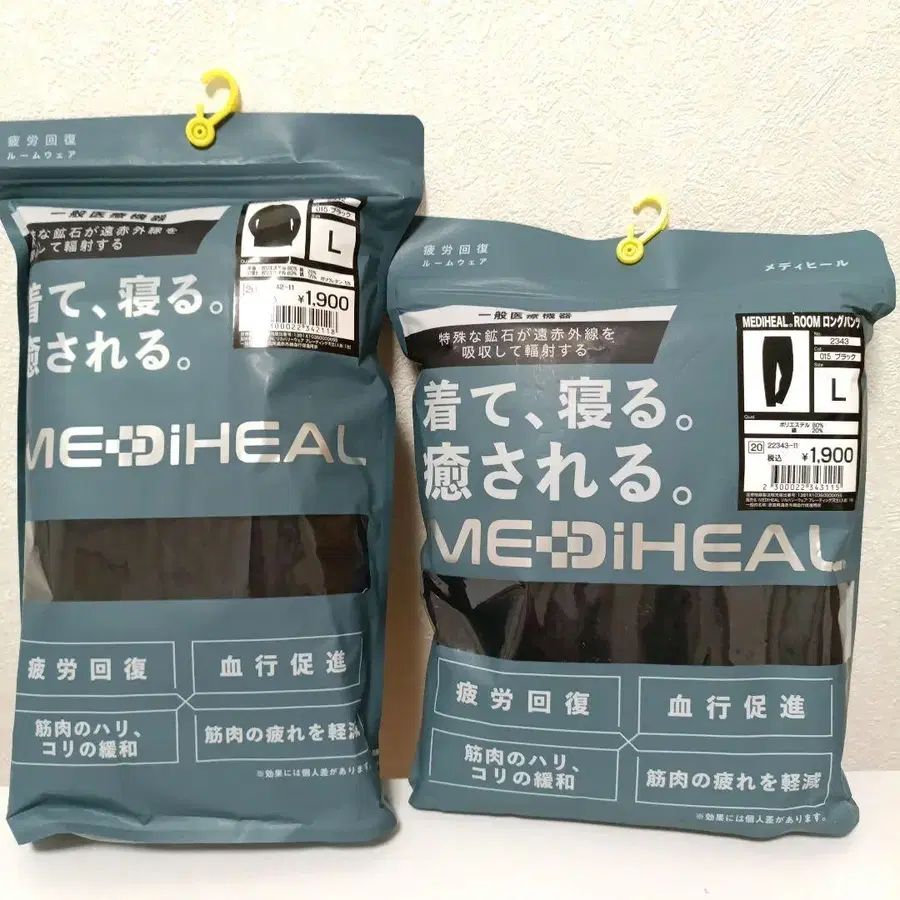 疲労回復
ルームウェア
一般医療機器
な鉱石が遠赤外線を
して輻射する
着て、寝る。
癒される。
MEDiHEAL
015 ブラック
L
¥1,900
疲労回復
血行促進
筋肉のハリ、
コリの緩和
筋肉の疲れを軽減
※効果には個人差があります。
疲労回復
ルームウェア
メディヒール
一般医療機器
特殊な鉱石が遠赤外線を
吸収して輻射する
着て、寝る。
癒される。
MEDiHEAL
MEDIHEAL ROOM ロングパンツ
No.
2343
Col.
015 ブラック
Size
L
Qual
ポリエステル 80%
綿 20%
20 22343-11
税込 ¥1,900
2 300022 343115
疲労回復
血行促進
筋肉のハリ、
コリの緩和
筋肉の疲れを軽減
※効果には個人差があります。